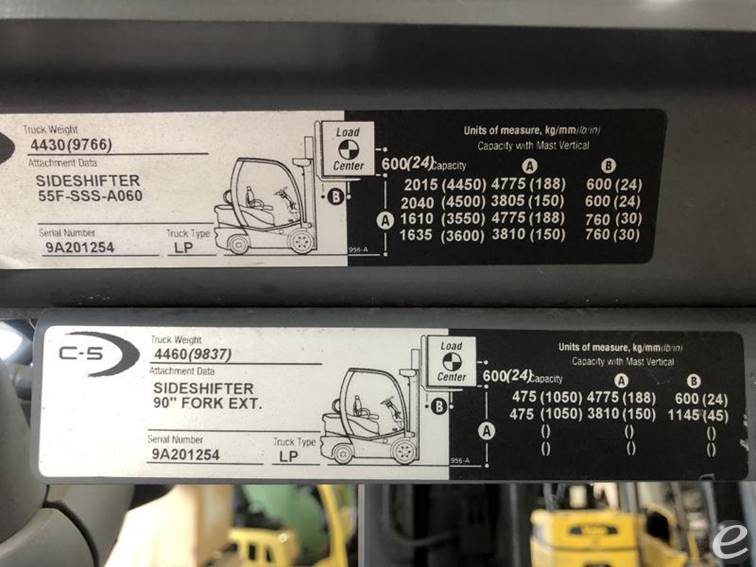 Truck Weight
4430(9766)
Attachment Data
SIDESHIFTER
55F-SSS-A060
Serial Number Truck Type
9A201254 LP
Load
Center
B
A
956-A
Units of measure, kg/mm(lb/in)
Capacity with Mast Vertical
600(24)Capacity A B
2015 (4450) 4775 (188) 600 (24)
2040 (4500) 3805 (150) 600 (24)
1610 (3550) 4775 (188) 760 (30)
1635 (3600) 3810 (150) 760 (30)
C-5
Truck Weight
4460(9837)
Attachment Data
SIDESHIFTER
90" FORK EXT.
Serial Number Truck Type
9A201254 LP
Load
Center
B
A
956-A
Units of measure, kg/mm(lb/in)
Capacity with Mast Vertical
600(24)Capacity A B
475 (1050) 4775 (188) 600 (24)
475 (1050) 3810 (150) 1145 (45)
() () ()
() () ()
e